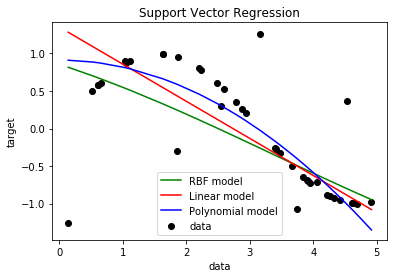 Support Vector Regression
target
1.0
0.5
0.0
−0.5
−1.0
RBF model
Linear model
Polynomial model
data
0 1 2 3 4 5
data